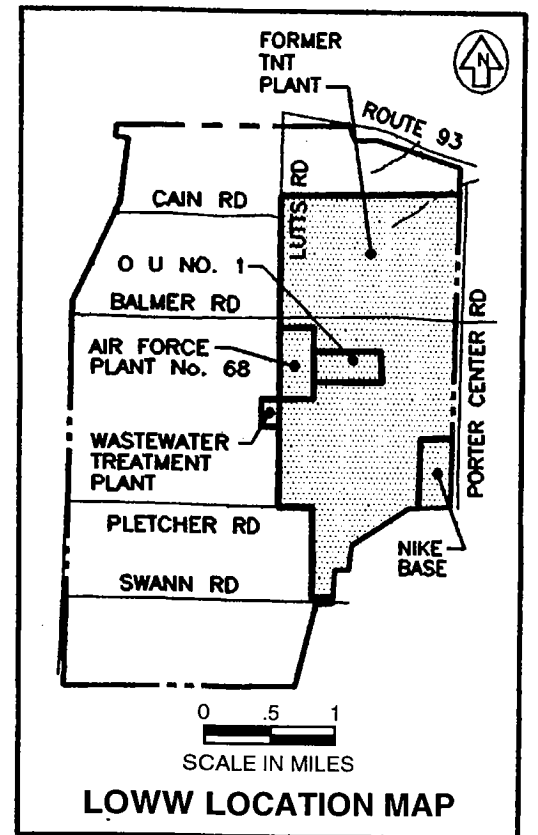 FORMER
TNT
PLANT
N
ROUTE 93
LUTTS RD
CAIN RD
O U NO. 1
BALMER RD
AIR FORCE
PLANT No. 68
PORTER CENTER RD
WASTEWATER
TREATMENT
PLANT
PLETCHER RD
NIKE
BASE
SWANN RD
0 .5 1
SCALE IN MILES
LOWW LOCATION MAP